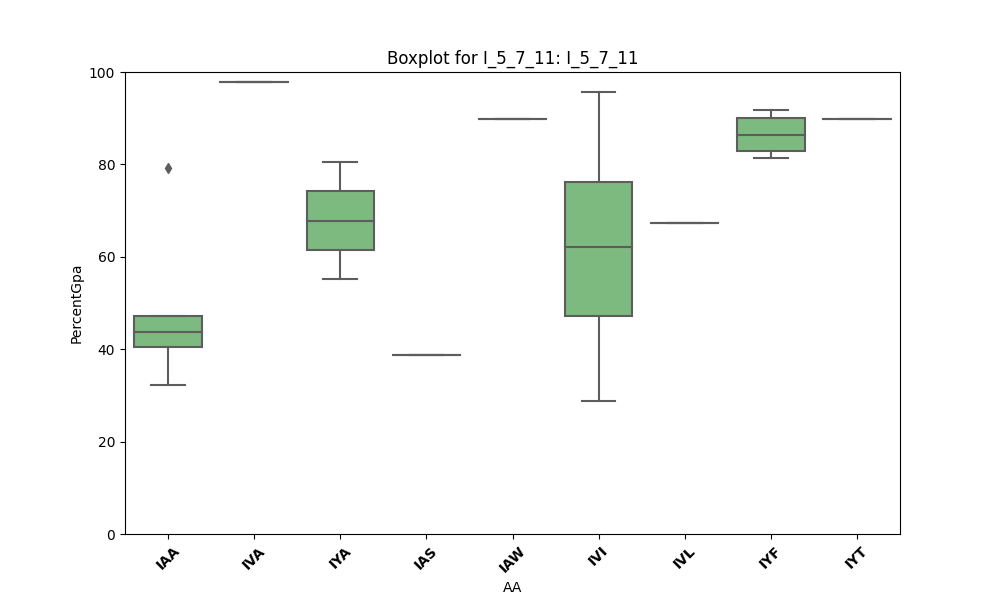 Boxplot for I_5_7_11: I_5_7_11
PercentGpa
100
80
60
40
20
0
IAA IVA IYA IAS IAW IVI IVL IYF IYT
AA